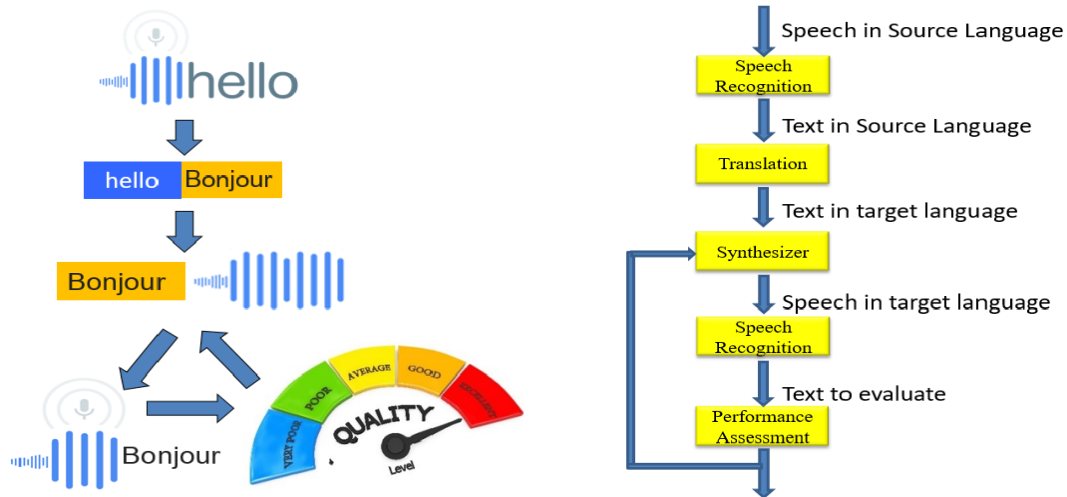 hello
hello Bonjour
Bonjour
Bonjour
VERY POOR
POOR
AVERAGE
GOOD
EXCELLENT
QUALITY
Level
Speech in Source Language
Speech
Recognition
Text in Source Language
Translation
Text in target language
Synthesizer
Speech in target language
Speech
Recognition
Text to evaluate
Performance
Assessment